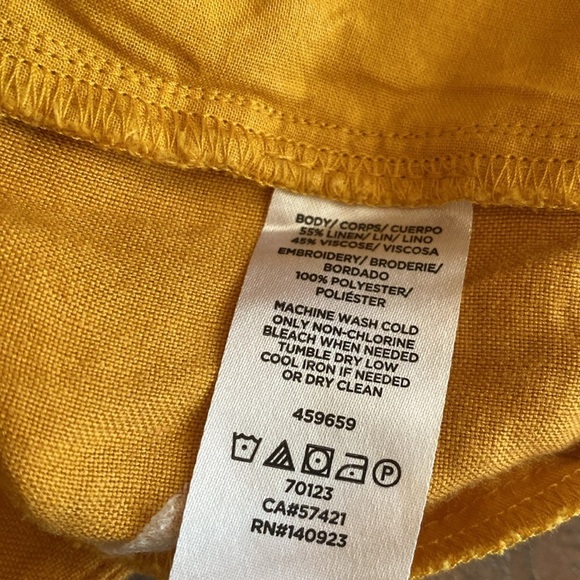 BODY/ CORPS/ CUERPO
55% LINEN/ LIN/ LINO
45% VISCOSE/ VISCOSA
EMBROIDERY/ BRODERIE/
BORDADO
100% POLYESTER/
POLIÉSTER
MACHINE WASH COLD
ONLY NON-CHLORINE
BLEACH WHEN NEEDED
TUMBLE DRY LOW
COOL IRON IF NEEDED
OR DRY CLEAN
459659
P
70123
CA#57421
RN#140923